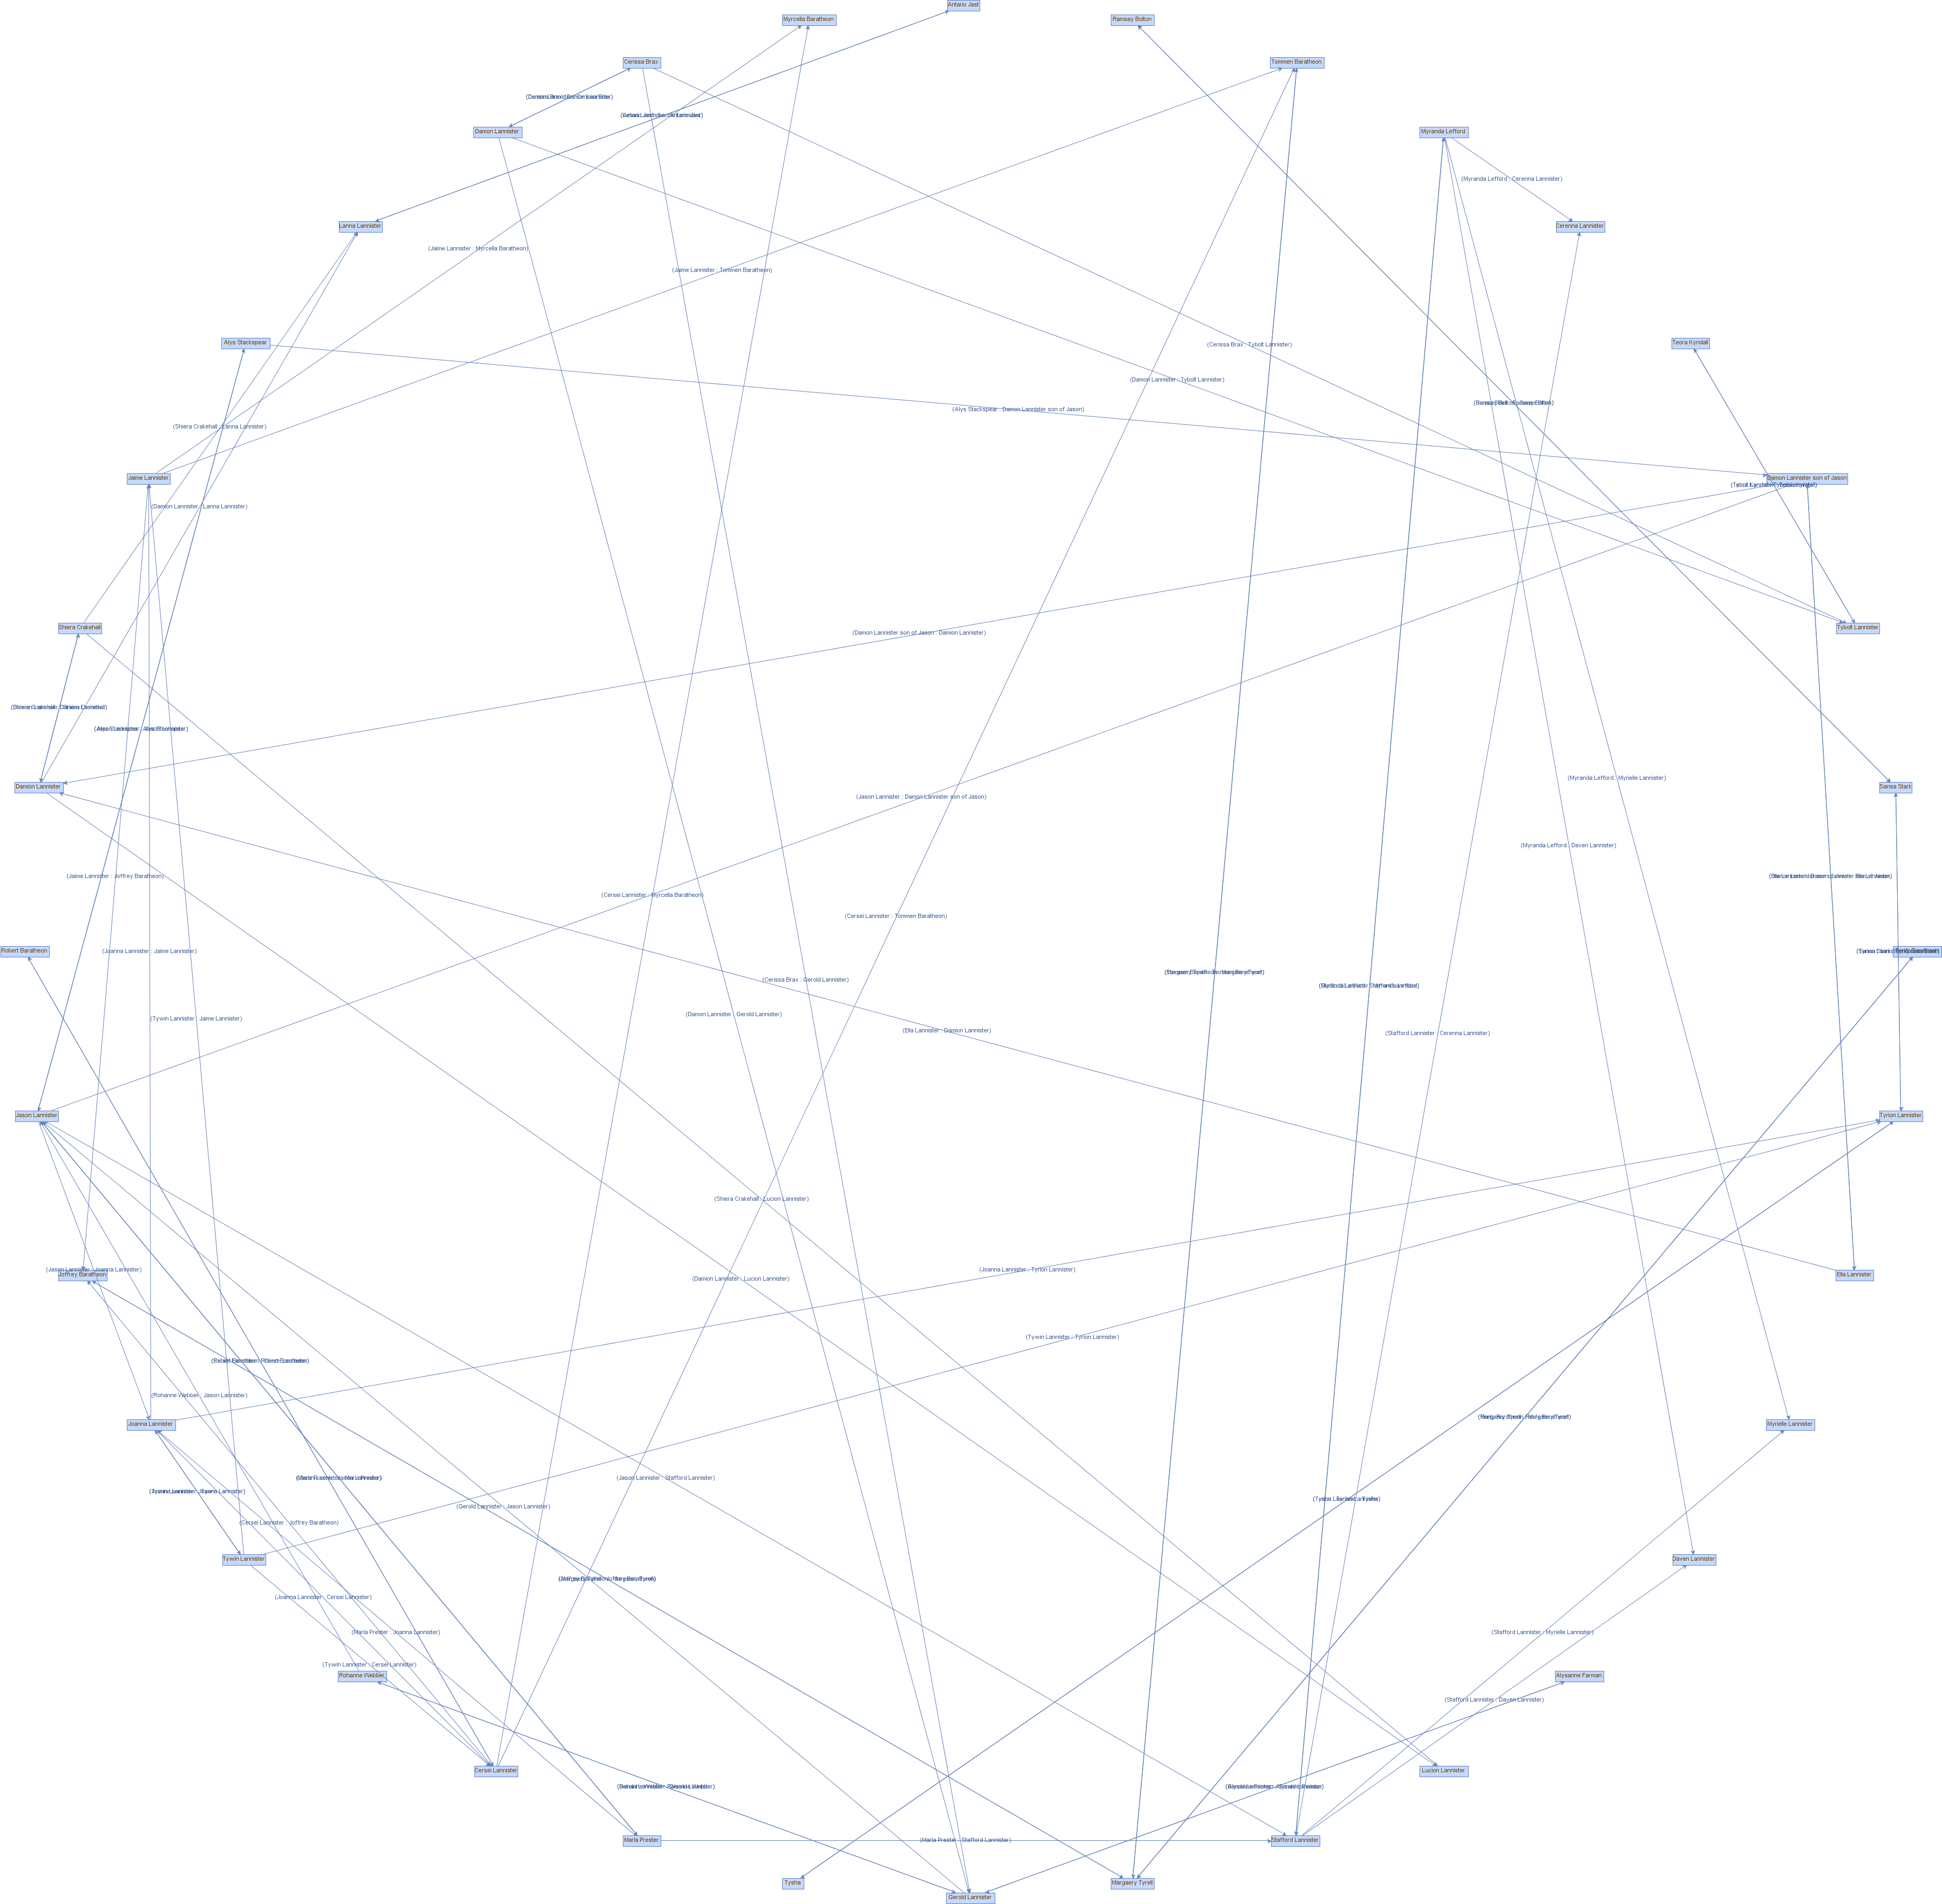 Antario Jast
Myrcella Baratheon
Ramsay Bolton
Cerissa Brax
Tommen Baratheon
Damon Lannister
Myranda Lefford
(Myranda Lefford : Cerenna Lannister)
Lanna Lannister
Cerenna Lannister
(Jaime Lannister : Myrcella Baratheon)
(Jaime Lannister : Tommen Baratheon)
Alys Stackspear
Teora Kyndall
(Cerissa Brax : Tybolt Lannister)
(Damon Lannister : Tybolt Lannister)
(Alys Stackspear : Damon Lannister son of Jason)
(Shiera Crakehall : Lanna Lannister)
Jaime Lannister
Damon Lannister son of Jason
(Damion Lannister : Lanna Lannister)
Shiera Crakehall
Tybolt Lannister
(Damon Lannister son of Jason : Damion Lannister)
(Myranda Lefford : Myrielle Lannister)
Damion Lannister
Sansa Stark
(Jason Lannister : Damon Lannister son of Jason)
(Myranda Lefford : Daven Lannister)
(Jaime Lannister : Joffrey Baratheon)
(Cersei Lannister : Myrcella Baratheon)
(Cersei Lannister : Tommen Baratheon)
Robert Baratheon
(Joanna Lannister : Jaime Lannister)
(Cerissa Brax : Gerold Lannister)
(Damon Lannister : Gerold Lannister)
(Tywin Lannister : Jaime Lannister)
(Ella Lannister : Damion Lannister)
(Stafford Lannister : Cerenna Lannister)
Jason Lannister
Tyrion Lannister
(Shiera Crakehall : Lucion Lannister)
(Jason Lannister : Joanna Lannister)
Joffrey Baratheon
(Joanna Lannister : Tyrion Lannister)
Ella Lannister
(Damion Lannister : Lucion Lannister)
(Tywin Lannister : Tyrion Lannister)
(Rohanne Webber : Jason Lannister)
Joanna Lannister
Myrielle Lannister
(Jason Lannister : Stafford Lannister)
(Gerold Lannister : Jason Lannister)
(Cersei Lannister : Joffrey Baratheon)
Tywin Lannister
Daven Lannister
(Joanna Lannister : Cersei Lannister)
(Marla Prester : Joanna Lannister)
(Stafford Lannister : Myrielle Lannister)
(Tywin Lannister : Cersei Lannister)
Rohanne Webber
Alysanne Farman
(Stafford Lannister : Daven Lannister)
Cersei Lannister
Lucion Lannister
Marla Prester
(Marla Prester : Stafford Lannister)
Stafford Lannister
Tysha
Margaery Tyrell
Gerold Lannister